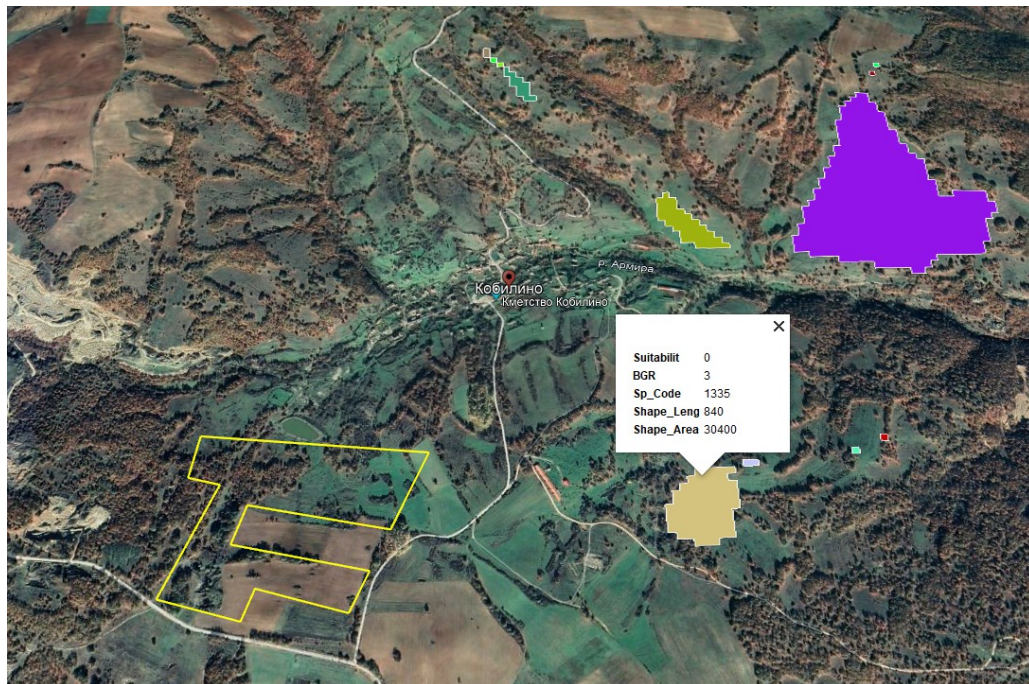 р. Армира
Кобилино
Кметство Кобилино
Suitabilit 0
BGR 3
Sp_Code 1335
Shape_Leng 840
Shape_Area 30400